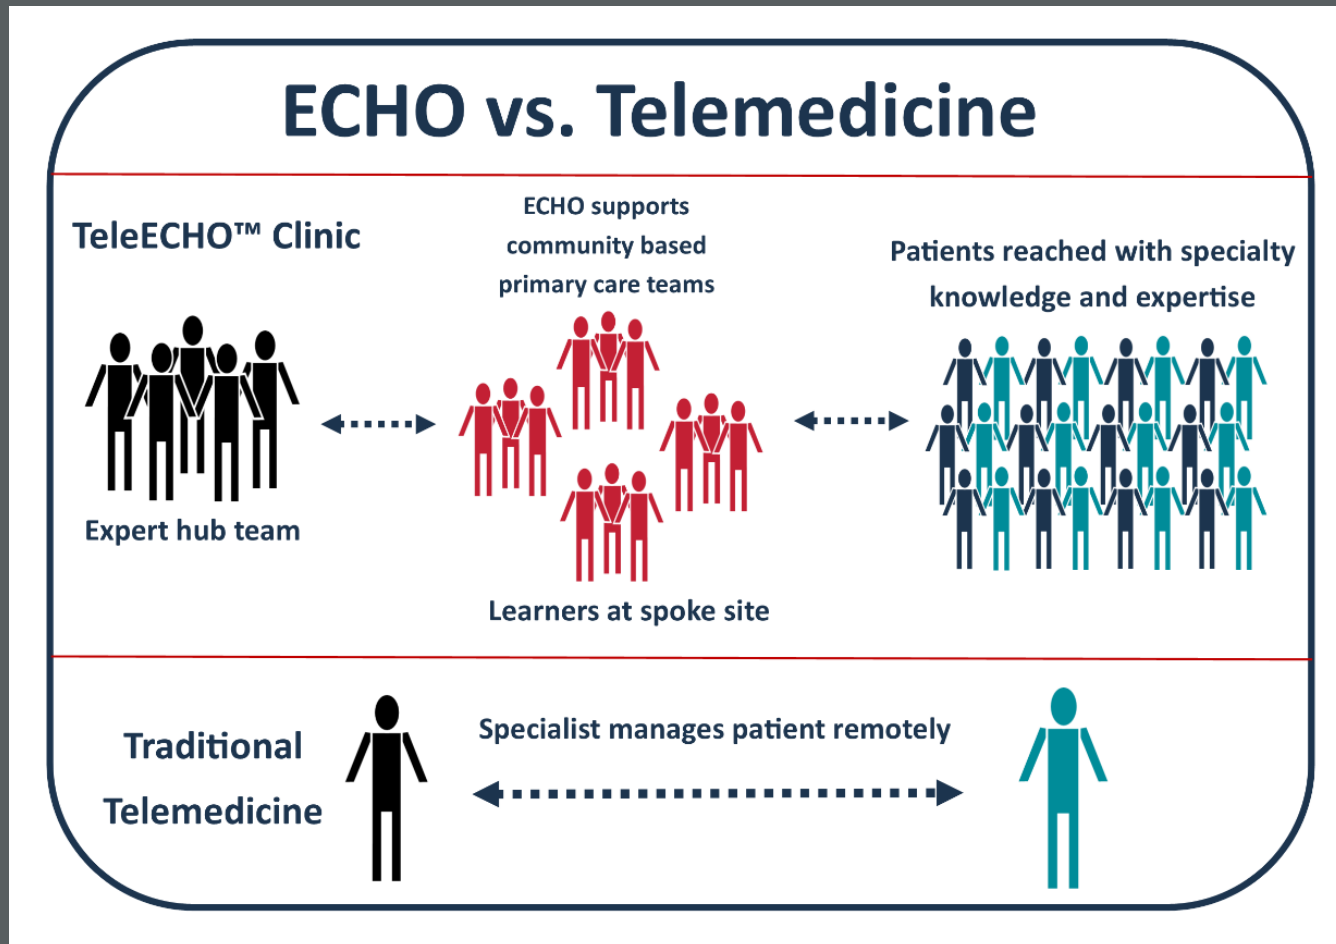 ECHO vs. Telemedicine
TeleECHO™ Clinic
Expert hub team
ECHO supports
community based
primary care teams
Learners at spoke site
Patients reached with specialty
knowledge and expertise
Traditional
Telemedicine
Specialist manages patient remotely